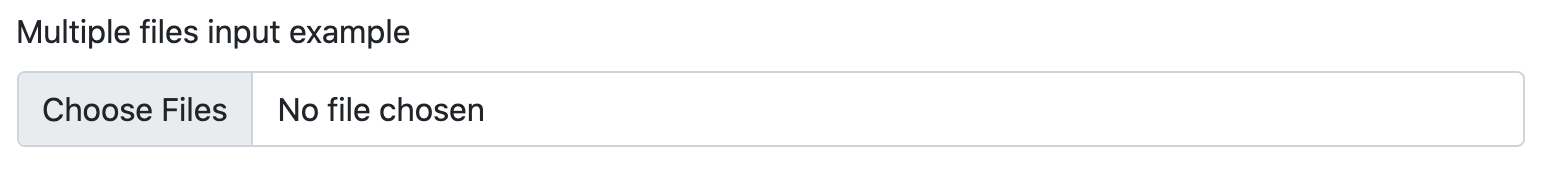 Multiple files input example
Choose Files No file chosen